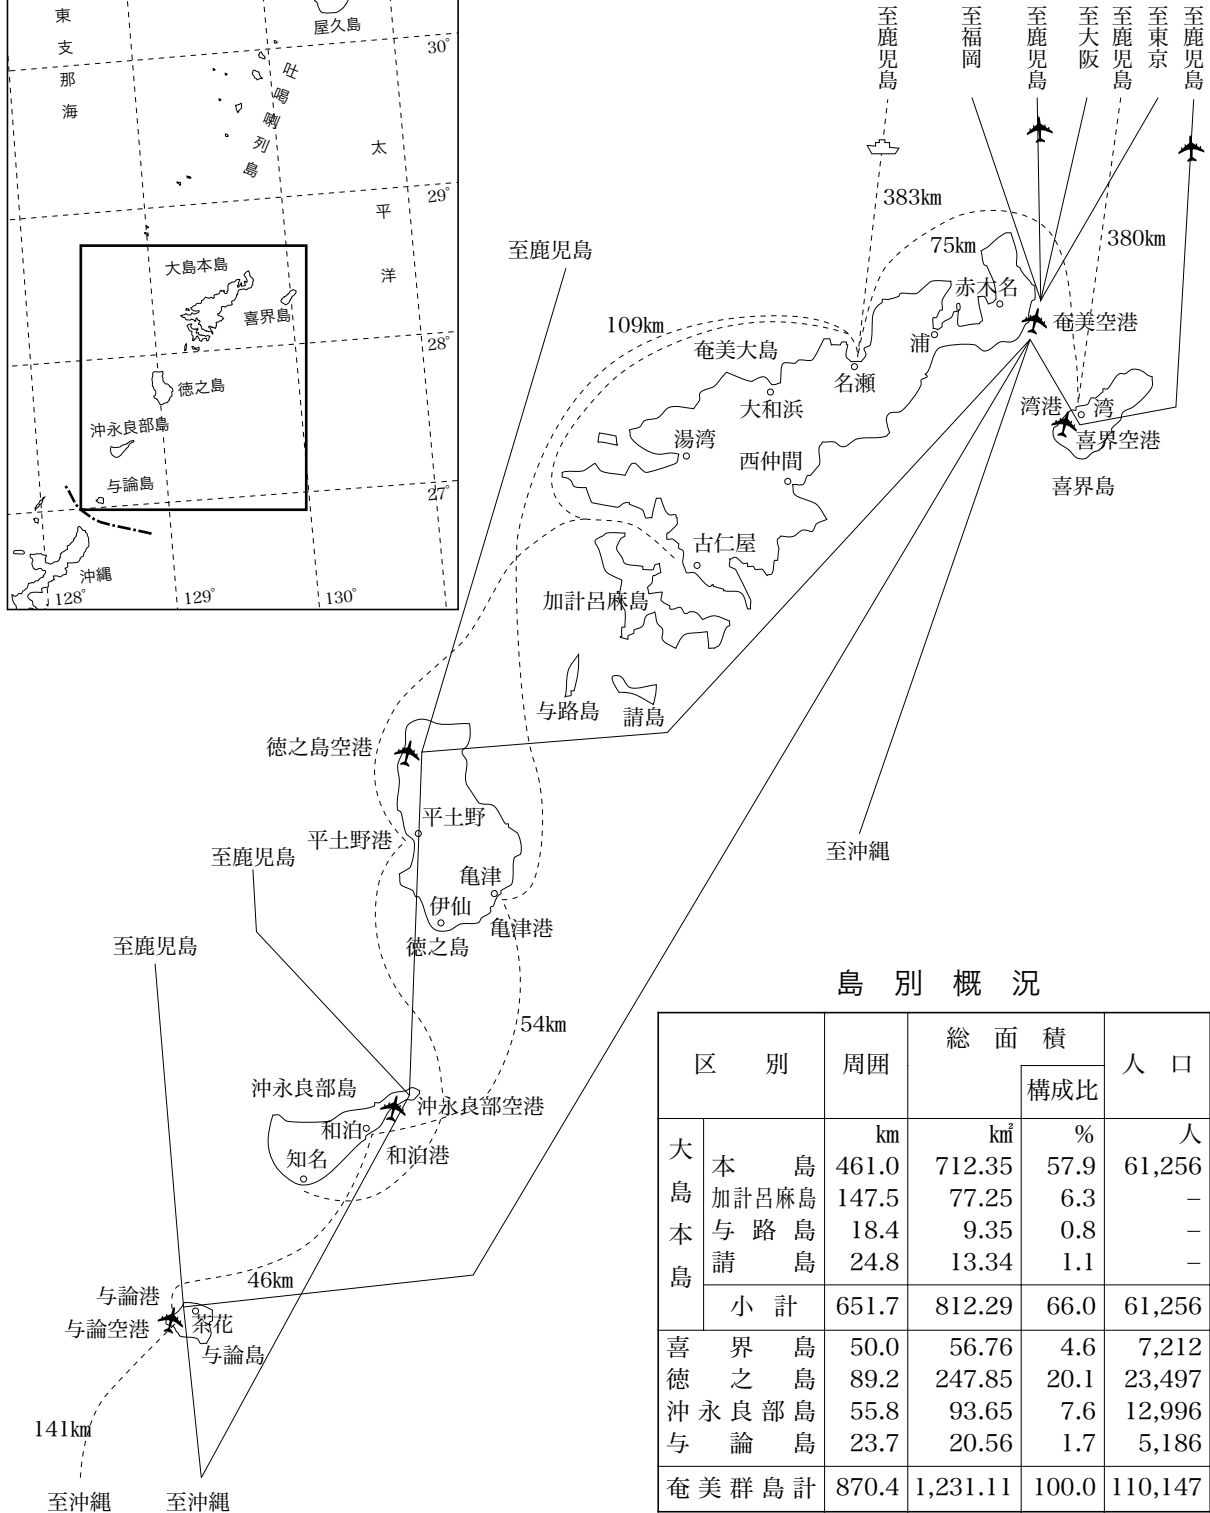 東支那海
屋久島
30°
吐喝喇列島
太平洋
29°
大島本島
喜界島
28°
徳之島
沖永良部島
与論島
27°
沖縄
128°
129°
130°
至鹿児島
至福岡
至鹿児島
至大阪
至鹿児島
至東京
至鹿児島
383㎞
75㎞
380㎞
至鹿児島
赤木名
109㎞
奄美空港
奄美大島
浦
名瀬
大和浜
湾港
湾
湯湾
喜界空港
西仲間
喜界島
古仁屋
加計呂麻島
与路島
請島
徳之島空港
平土野
平土野港
至鹿児島
至沖縄
亀津
伊仙
亀津港
徳之島
至鹿児島
54㎞
沖永良部島
沖永良部空港
和泊
和泊港
知名
46㎞
与論港
与論空港
茶花
与論島
141㎞
至沖縄
至沖縄
島別概況
区別 周囲 総面積 人口
構成比
大島本島
㎞ ㎢ % 人
本島 461.0 712.35 57.9 61,256
加計呂麻島 147.5 77.25 6.3 –
与路島 18.4 9.35 0.8 –
請島 24.8 13.34 1.1 –
小計 651.7 812.29 66.0 61,256
喜界島 50.0 56.76 4.6 7,212
徳之島 89.2 247.85 20.1 23,497
沖永良部島 55.8 93.65 7.6 12,996
与論島 23.7 20.56 1.7 5,186
奄美群島計 870.4 1,231.11 100.0 110,147